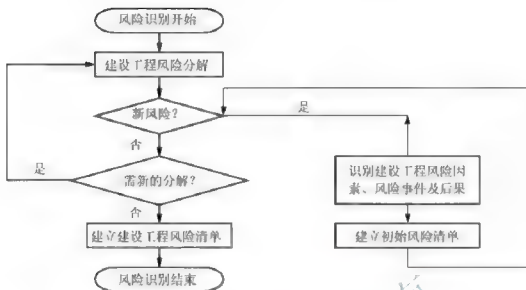 风险识别开始
建设工程风险分解
新风险?
是
否
是
需新的分解?
识别建设工程风险因
素、风险事件及后果
否
建立建设工程风险清单
建立初始风险清单
风险识别结束